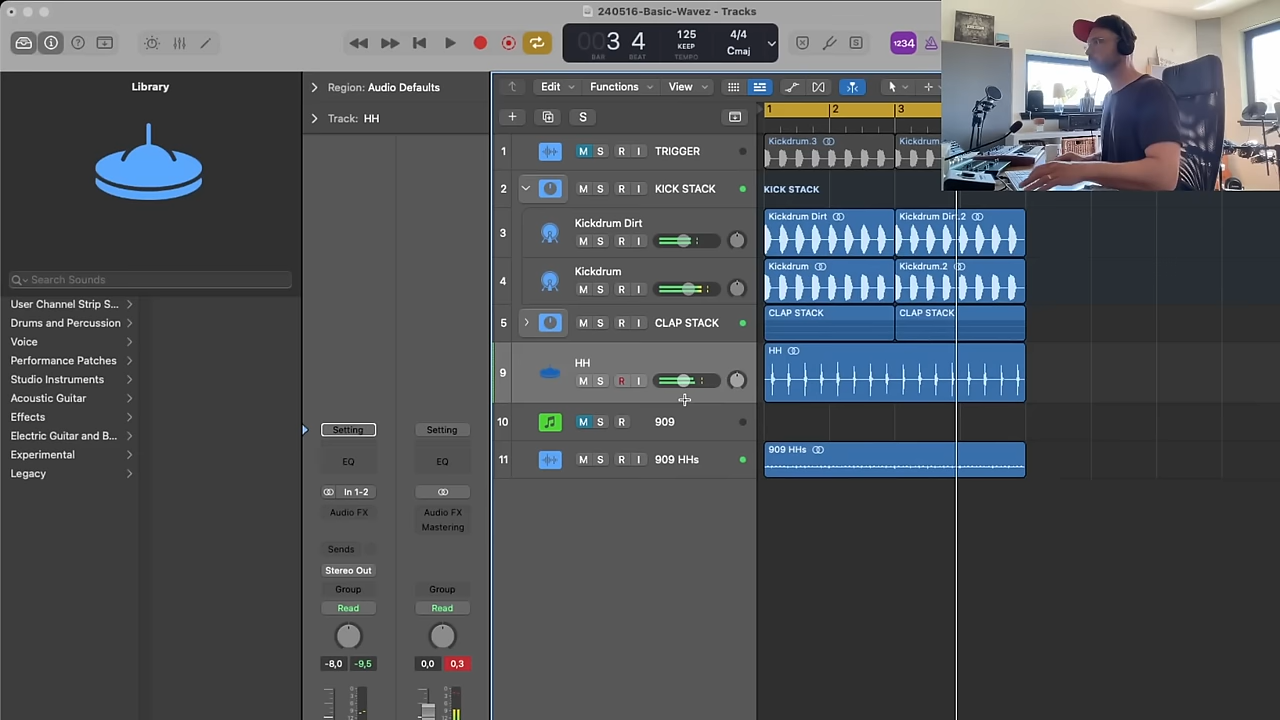 240516-Basic-Wavez - Tracks
3 4
BAR BEAT
125
KEEP
TEMPO
4/4
Cmaj
S
1234
Library
Search Sounds
User Channel Strip S...
Drums and Percussion
Voice
Performance Patches
Studio Instruments
Acoustic Guitar
Effects
Electric Guitar and B...
Experimental
Legacy
Region: Audio Defaults
Track: HH
Setting
EQ
In 1-2
Audio FX
Sends
Stereo Out
Group
Read
-8,0 -9,5
Setting
EQ
Audio FX
Mastering
Group
Read
0,0 0,3
Edit Functions View
S
1 2 3
1 M S R I TRIGGER
2 M S R I KICK STACK
3 Kickdrum Dirt
M S R I
4 Kickdrum
M S R I
5 M S R I CLAP STACK
9 HH
M S R I
10 M S R 909
11 M S R I 909 HHs
Kickdrum.3
KICK STACK
Kickdrum Dirt
Kickdrum
Kickdrum.2
CLAP STACK CLAP STACK
HH
909 HHs